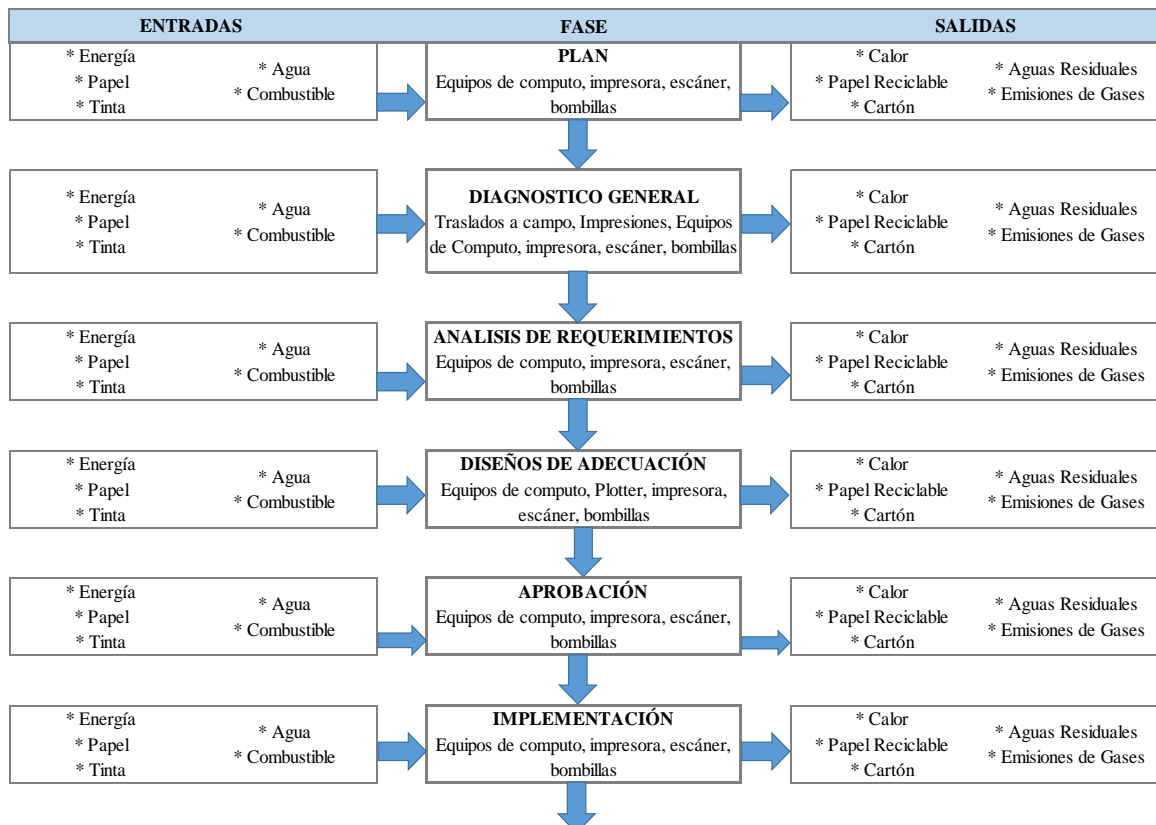 ENTRADAS FASE SALIDAS
* Energía
* Papel
* Tinta
* Agua
* Combustible
PLAN
Equipos de computo, impresora, escáner,
bombillas
* Calor
* Papel Reciclable
* Cartón
* Aguas Residuales
* Emisiones de Gases
* Energía
* Papel
* Tinta
* Agua
* Combustible
DIAGNOSTICO GENERAL
Traslados a campo, Impresiones, Equipos
de Computo, impresora, escáner, bombillas
* Calor
* Papel Reciclable
* Cartón
* Aguas Residuales
* Emisiones de Gases
* Energía
* Papel
* Tinta
* Agua
* Combustible
ANALISIS DE REQUERIMIENTOS
Equipos de computo, impresora, escáner,
bombillas
* Calor
* Papel Reciclable
* Cartón
* Aguas Residuales
* Emisiones de Gases
* Energía
* Papel
* Tinta
* Agua
* Combustible
DISEÑOS DE ADECUACIÓN
Equipos de computo, Plotter, impresora,
escáner, bombillas
* Calor
* Papel Reciclable
* Cartón
* Aguas Residuales
* Emisiones de Gases
* Energía
* Papel
* Tinta
* Agua
* Combustible
APROBACIÓN
Equipos de computo, impresora, escáner,
bombillas
* Calor
* Papel Reciclable
* Cartón
* Aguas Residuales
* Emisiones de Gases
* Energía
* Papel
* Tinta
* Agua
* Combustible
IMPLEMENTACIÓN
Equipos de computo, impresora, escáner,
bombillas
* Calor
* Papel Reciclable
* Cartón
* Aguas Residuales
* Emisiones de Gases